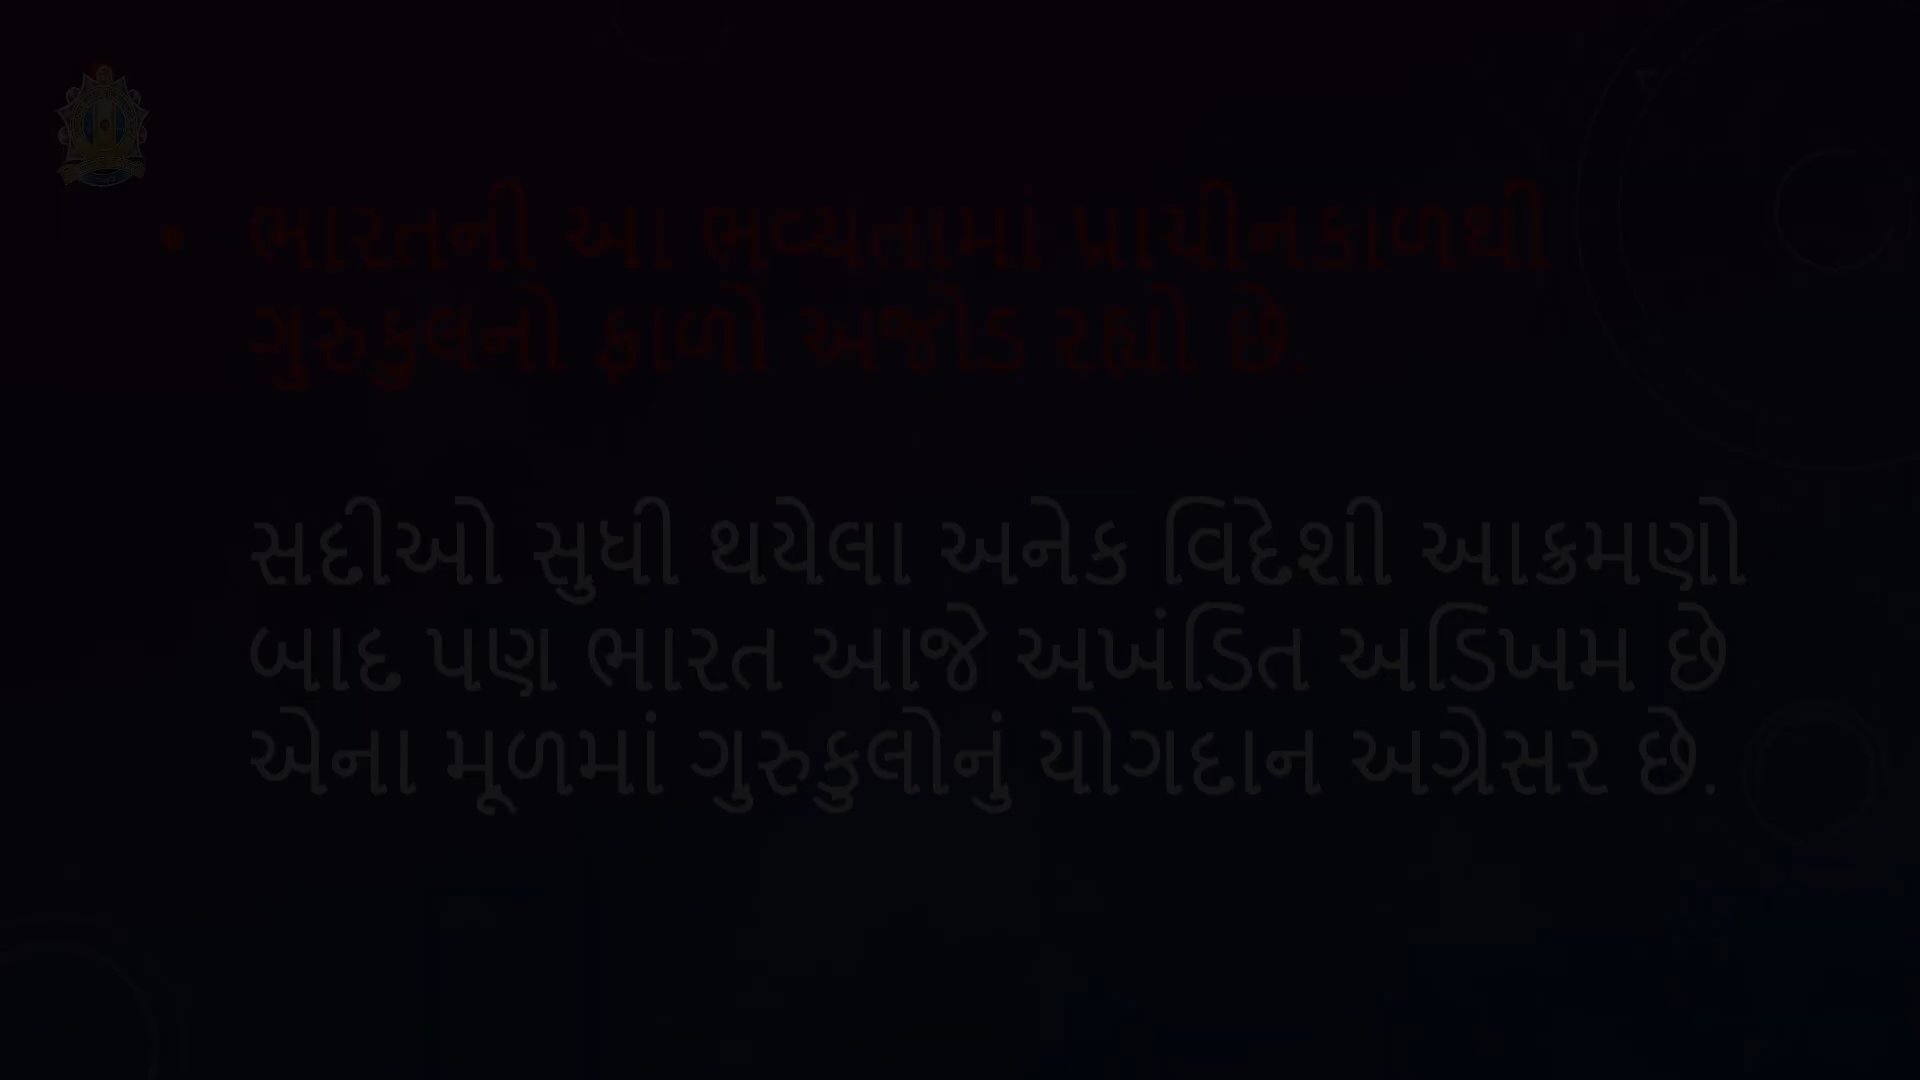 • ભારતની આ ભવ્યતામાં પ્રાચીનકાળથી
ગુરુકુલનો ફાળો અજોડ રહ્યો છે.
સદીઓ સુધી થયેલા અનેક વિદેશી આક્રમણો
બાદ પણ ભારત આજે અખંડિત અડિખમ છે
એના મૂળમાં ગુરુકુલોનું યોગદાન અગ્રેસર છે.